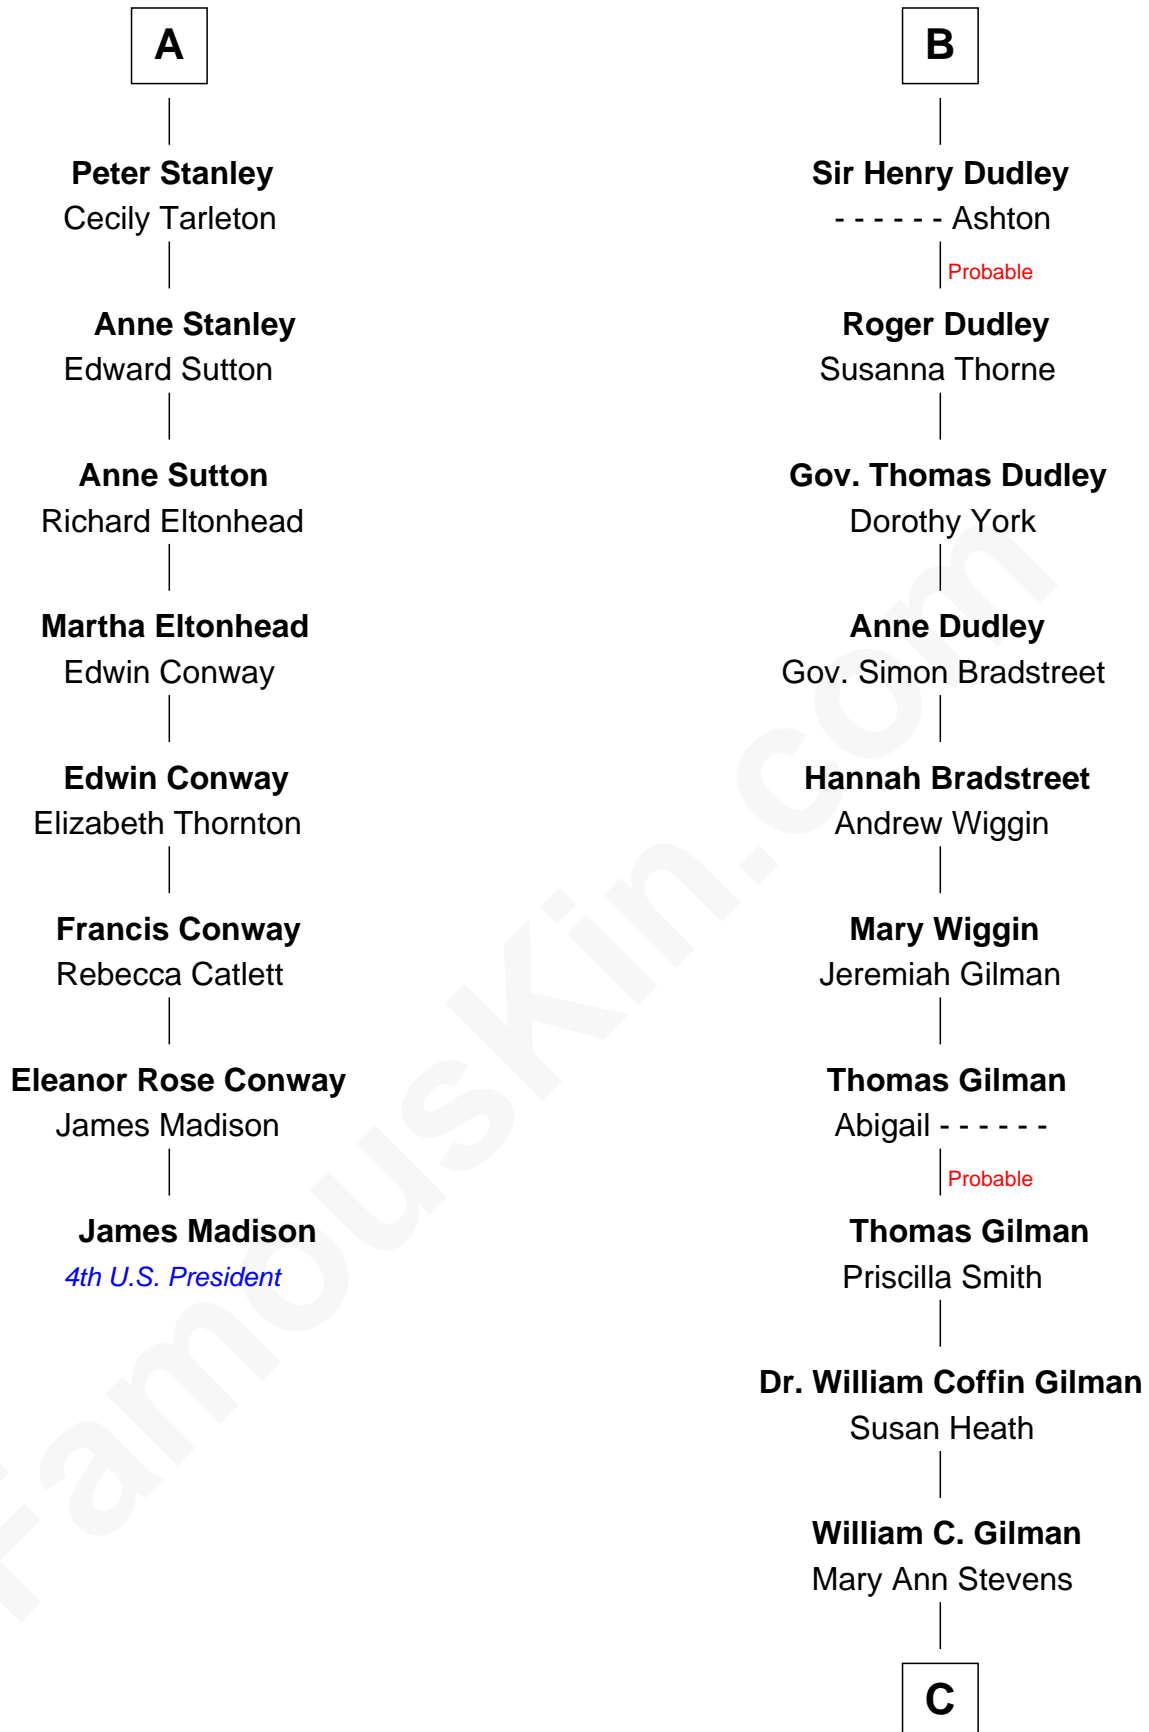 A
Peter Stanley
Cecily Tarleton
Anne Stanley
Edward Sutton
Anne Sutton
Richard Eltonhead
Martha Eltonhead
Edwin Conway
Edwin Conway
Elizabeth Thornton
Francis Conway
Rebecca Catlett
Eleanor Rose Conway
James Madison
James Madison
4th U.S. President
B
Sir Henry Dudley
- - - - - - Ashton
Probable
Roger Dudley
Susanna Thorne
Gov. Thomas Dudley
Dorothy York
Anne Dudley
Gov. Simon Bradstreet
Hannah Bradstreet
Andrew Wiggin
Mary Wiggin
Jeremiah Gilman
Thomas Gilman
Abigail - - - - - -
Probable
Thomas Gilman
Priscilla Smith
Dr. William Coffin Gilman
Susan Heath
William C. Gilman
Mary Ann Stevens
C
FamousKin.com